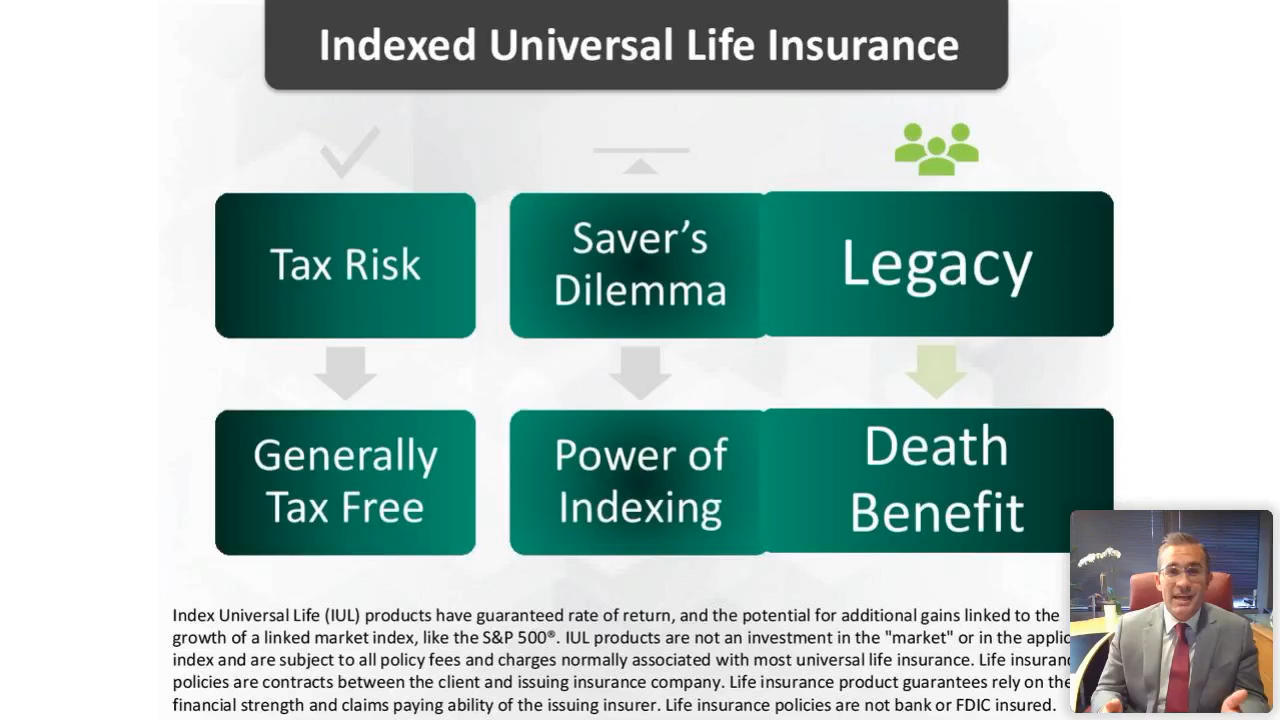 Indexed Universal Life Insurance
Tax Risk
Saver’s
Dilemma
Legacy
Generally
Tax Free
Power of
Indexing
Death
Benefit
Index Universal Life (IUL) products have guaranteed rate of return, and the potential for additional gains linked to the
growth of a linked market index, like the S&P 500®. IUL products are not an investment in the "market" or in the
index and are subject to all policy fees and charges normally associated with most universal life insurance. Life
policies are contracts between the client and issuing insurance company. Life insurance product guarantees rely on the
financial strength and claims paying ability of the issuing insurer. Life insurance policies are not bank or FDIC insured.